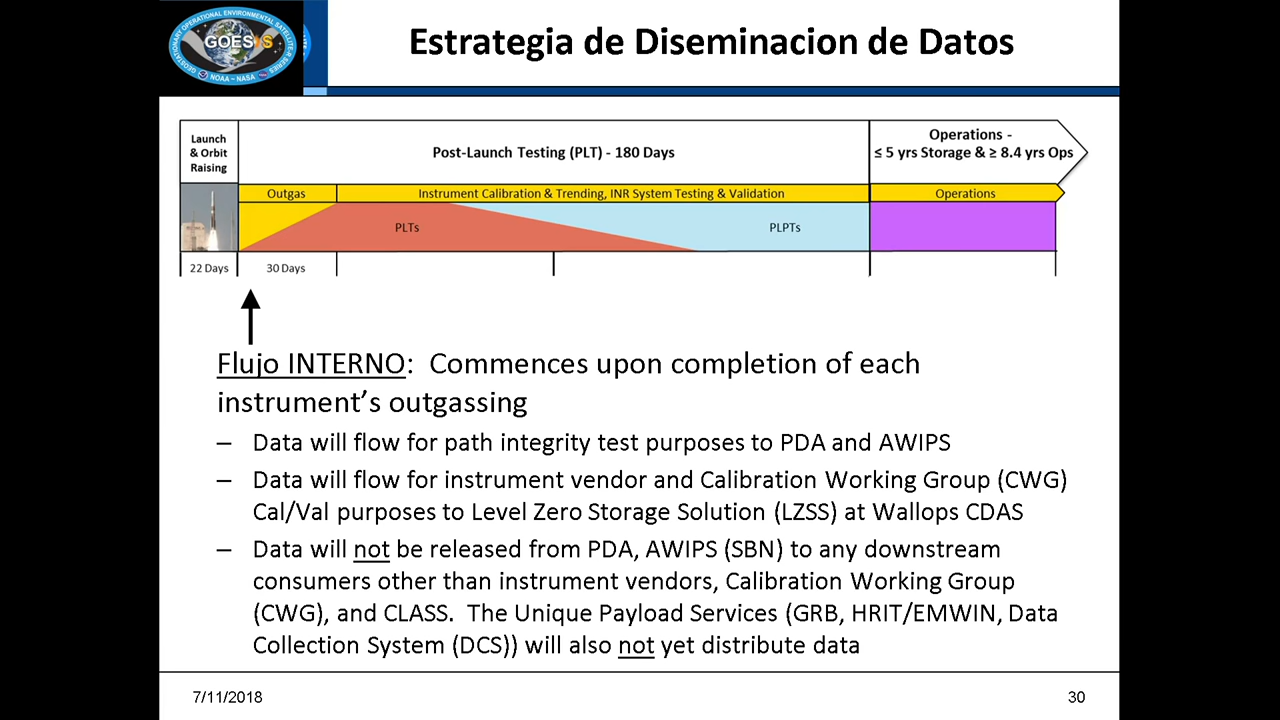 GEOSTATIONARY OPERATIONAL ENVIRONMENTAL SATELLITE R SERIES
GOES
NOAA – NASA
Estrategia de Diseminacion de Datos
Launch
& Orbit
Raising
Post-Launch Testing (PLT) - 180 Days
Operations -
≤ 5 yrs Storage & ≥ 8.4 yrs Ops
Outgas
Instrument Calibration & Trending, INR System Testing & Validation
Operations
PLTs
PLPTs
22 Days
30 Days
Flujo INTERNO:  Commences upon completion of each
instrument’s outgassing
– Data will flow for path integrity test purposes to PDA and AWIPS
– Data will flow for instrument vendor and Calibration Working Group (CWG)
Cal/Val purposes to Level Zero Storage Solution (LZSS) at Wallops CDAS
– Data will not be released from PDA, AWIPS (SBN) to any downstream
consumers other than instrument vendors, Calibration Working Group
(CWG), and CLASS.  The Unique Payload Services (GRB, HRIT/EMWIN, Data
Collection System (DCS)) will also not yet distribute data
7/11/2018
30